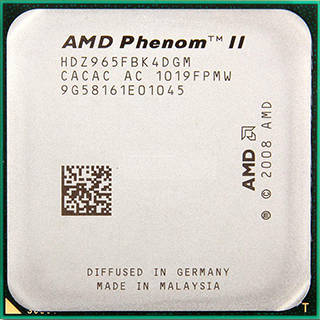 AMD Phenom™ II
HDZ965FBK4DGM
CACAC AC 1019FPMW
9G58161E01045
AMD
© 2008 AMD
DIFFUSED IN GERMANY
MADE IN MALAYSIA
T